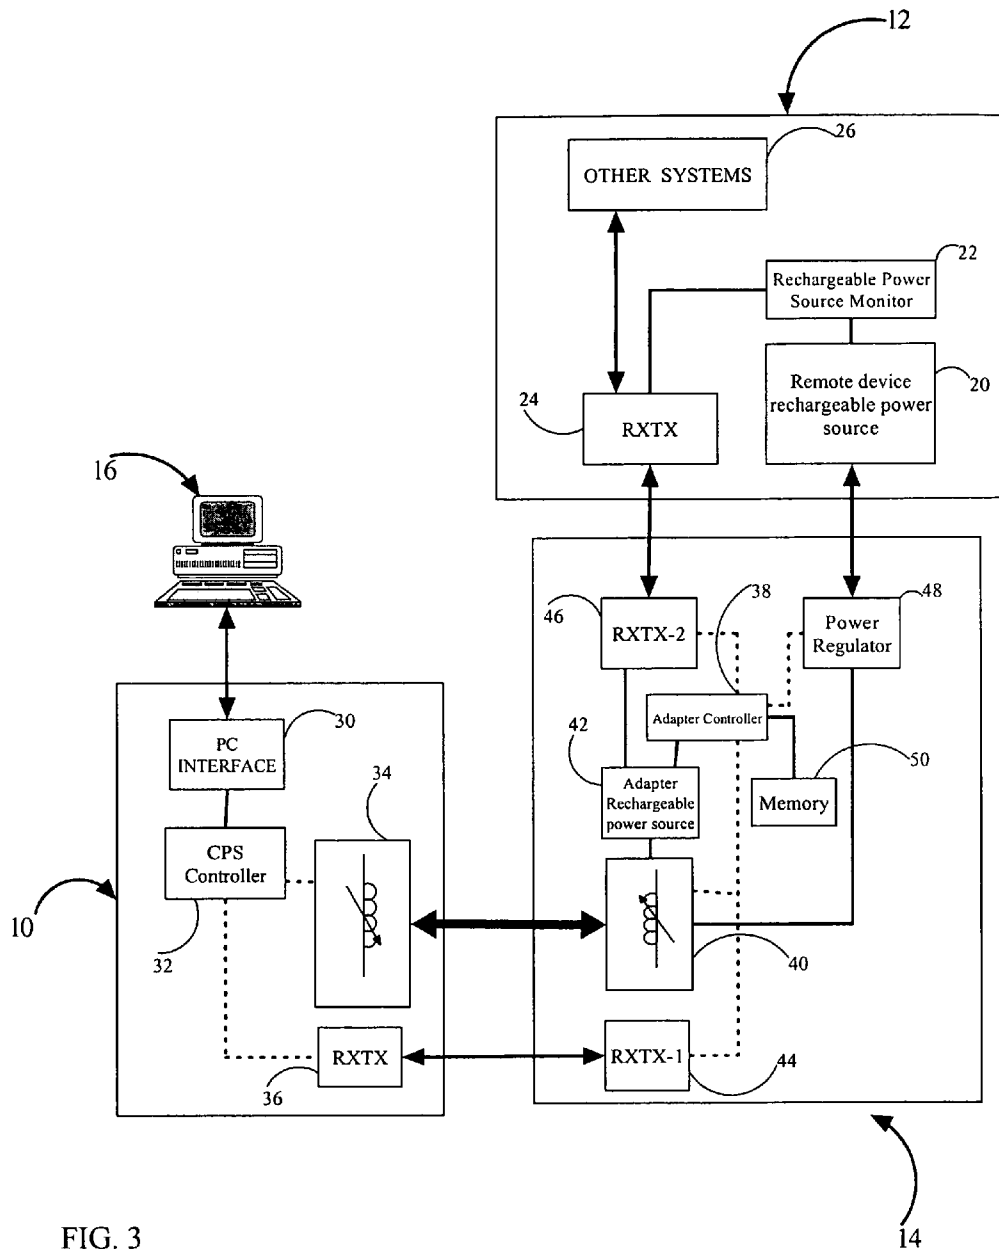 12
26
OTHER SYSTEMS
22
Rechargeable Power
Source Monitor
20
Remote device
rechargeable power
source
24
RXTX
16
38
48
46
RXTX-2
Power
Regulator
30
42
Adapter Controller
50
PC
INTERFACE
34
Adapter
Rechargeable
power source
Memory
CPS
Controller
10
32
40
RXTX
RXTX-1
36
44
FIG. 3
14